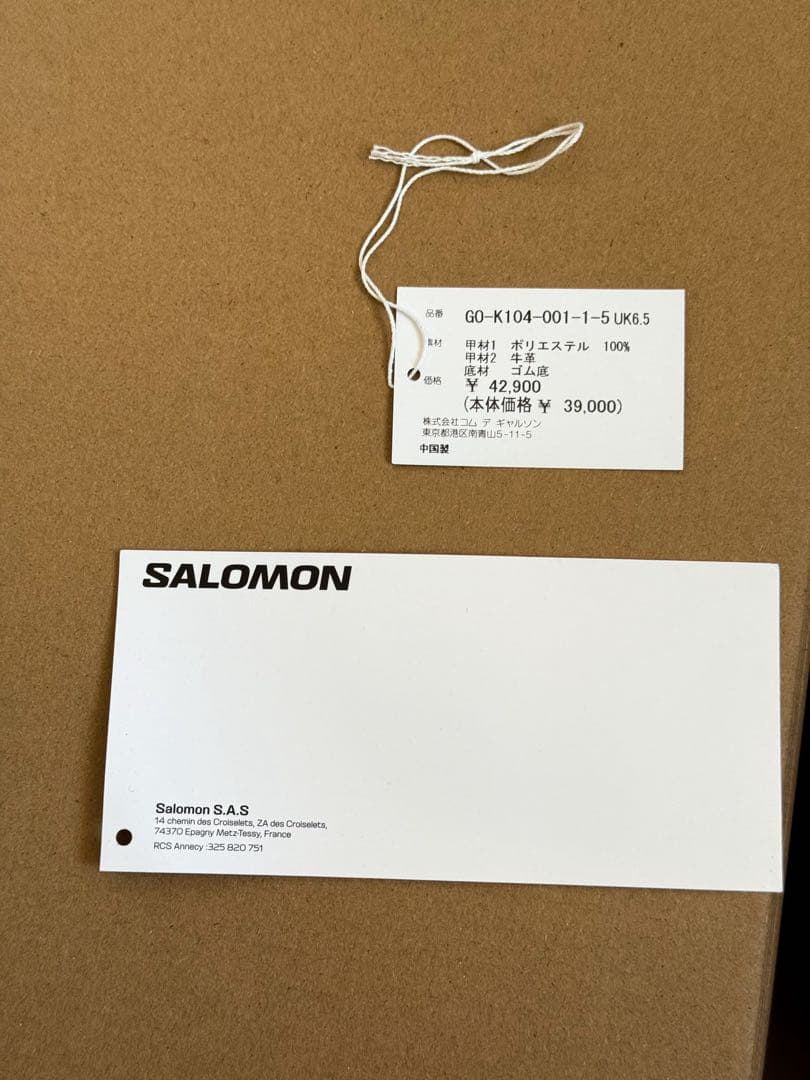 品番 GO-K104-001-1-5 UK6.5
素材 甲材1 ポリエステル 100%
甲材2 牛革
底材 ゴム底
価格 ¥ 42,900
(本体価格 ¥ 39,000)
株式会社コム デ ギャルソン
東京都港区南青山5-11-5
中国製
SALOMON
Salomon S.A.S
14 chemin des Croiselets, ZA des Croiselets,
74370 Epagny Metz-Tessy, France
RCS Annecy :325 820 751